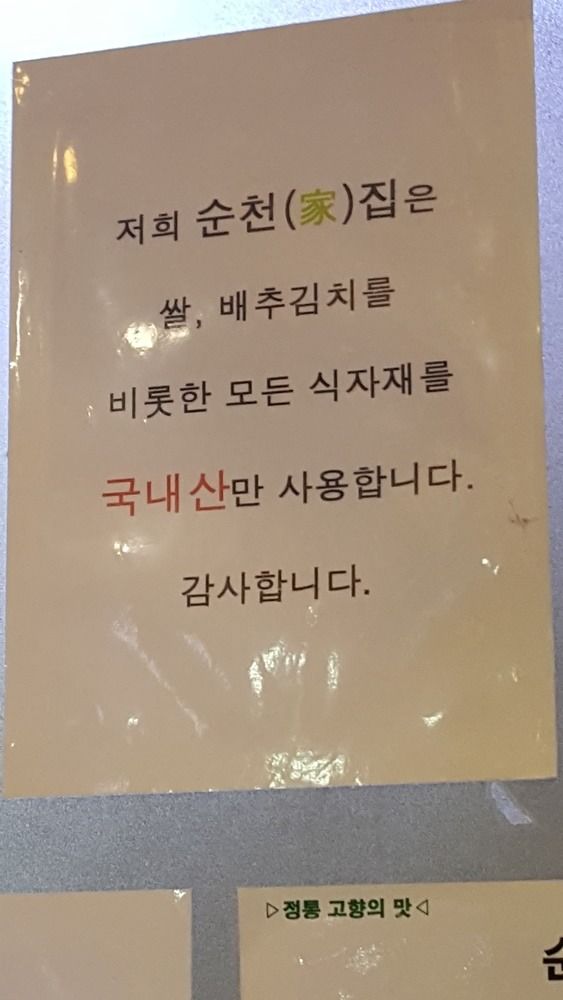 저희 순천(家)집은
쌀, 배추김치를
비롯한 모든 식자재를
국내산만 사용합니다.
감사합니다.
▷정통 고향의 맛◁